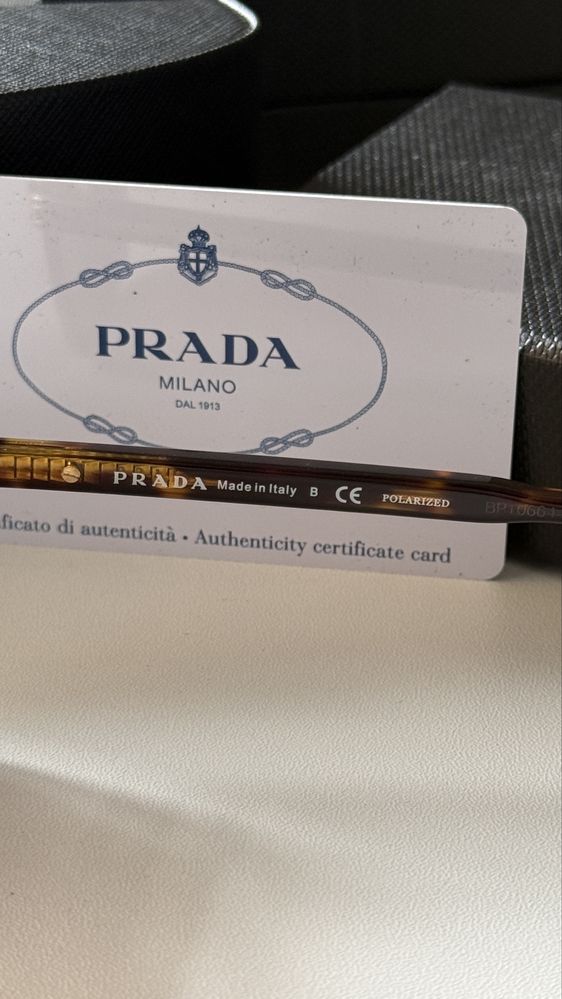 PRADA
MILANO
DAL 1913
PRADA Made in Italy B CE POLARIZED
ficato di autenticità • Authenticity certificate card